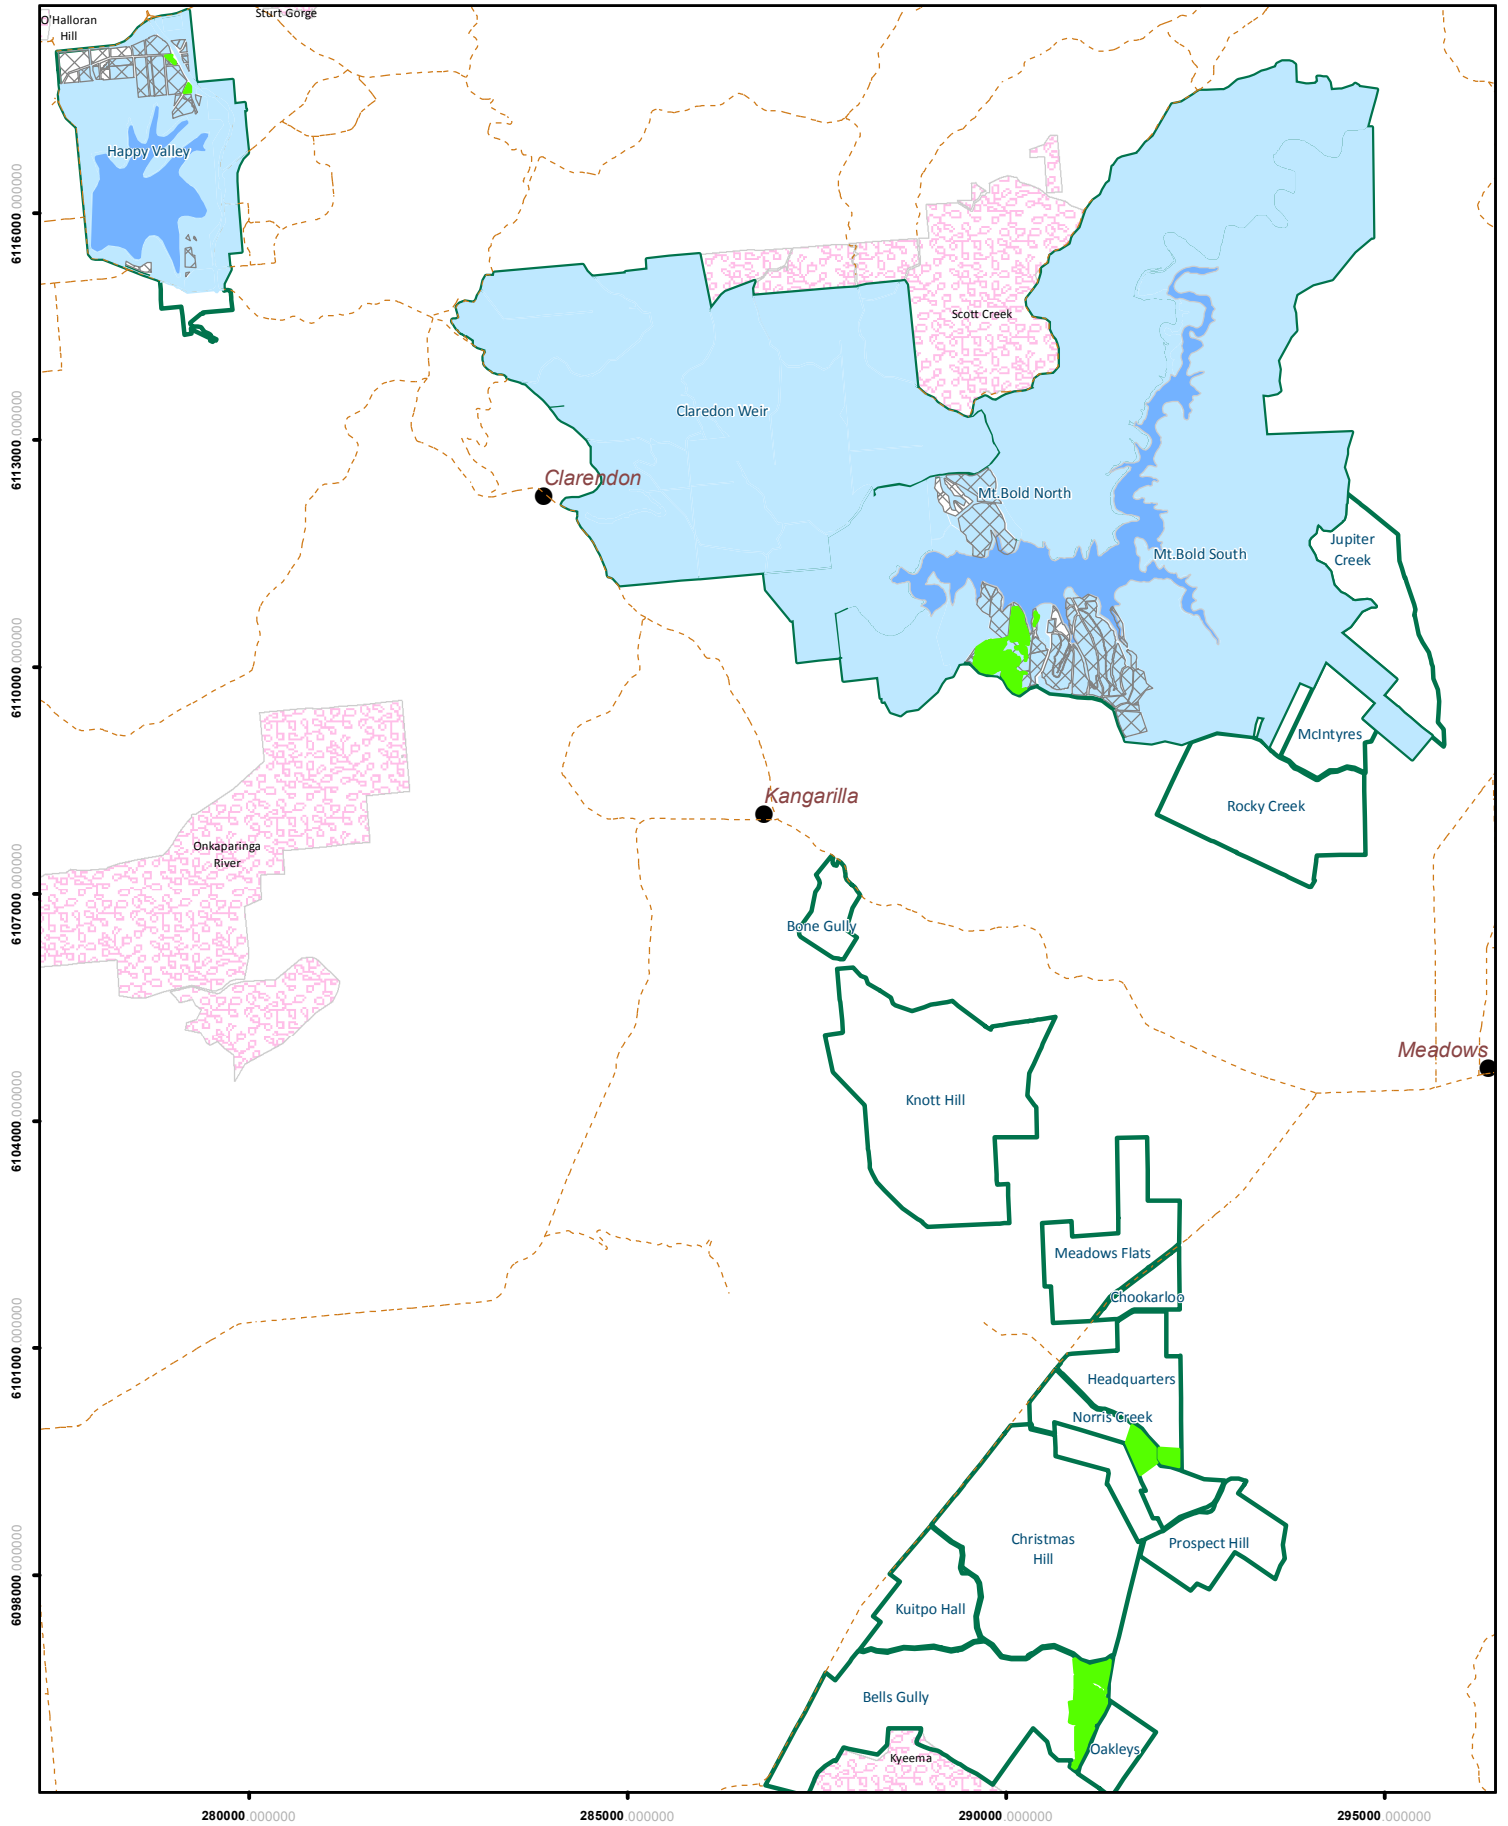 O'Halloran
Hill
Sturt Gorge
Happy Valley
Scott Creek
Claredon Weir
Clarendon
Mt.Bold North
Mt.Bold South
Jupiter
Creek
McIntyres
Rocky Creek
Kangarilla
Onkaparinga
River
Bone Gully
Meadows
Knott Hill
Meadows Flats
Chookarloo
Headquarters
Norris Creek
Christmas
Hill
Prospect Hill
Kuitpo Hall
Bells Gully
Oakleys
Kyeema
6116000.000000
6113000.000000
6110000.000000
6107000.000000
6104000.000000
6101000.000000
6098000.000000
280000.000000
285000.000000
290000.000000
295000.000000